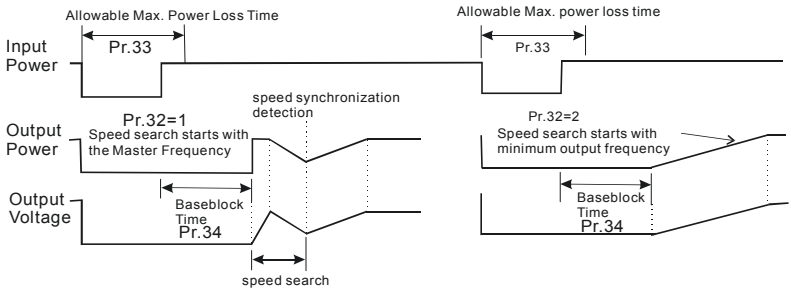 Allowable Max. Power Loss Time
Pr.33
Input
Power
Allowable Max. power loss time
Pr.33
speed synchronization
detection
Output
Power
Pr.32=1
Speed search starts with
the Master Frequency
Pr.32=2
Speed search starts with
minimum output frequency
Output
Voltage
Baseblock
Time
Pr.34
Baseblock
Time
Pr.34
speed search